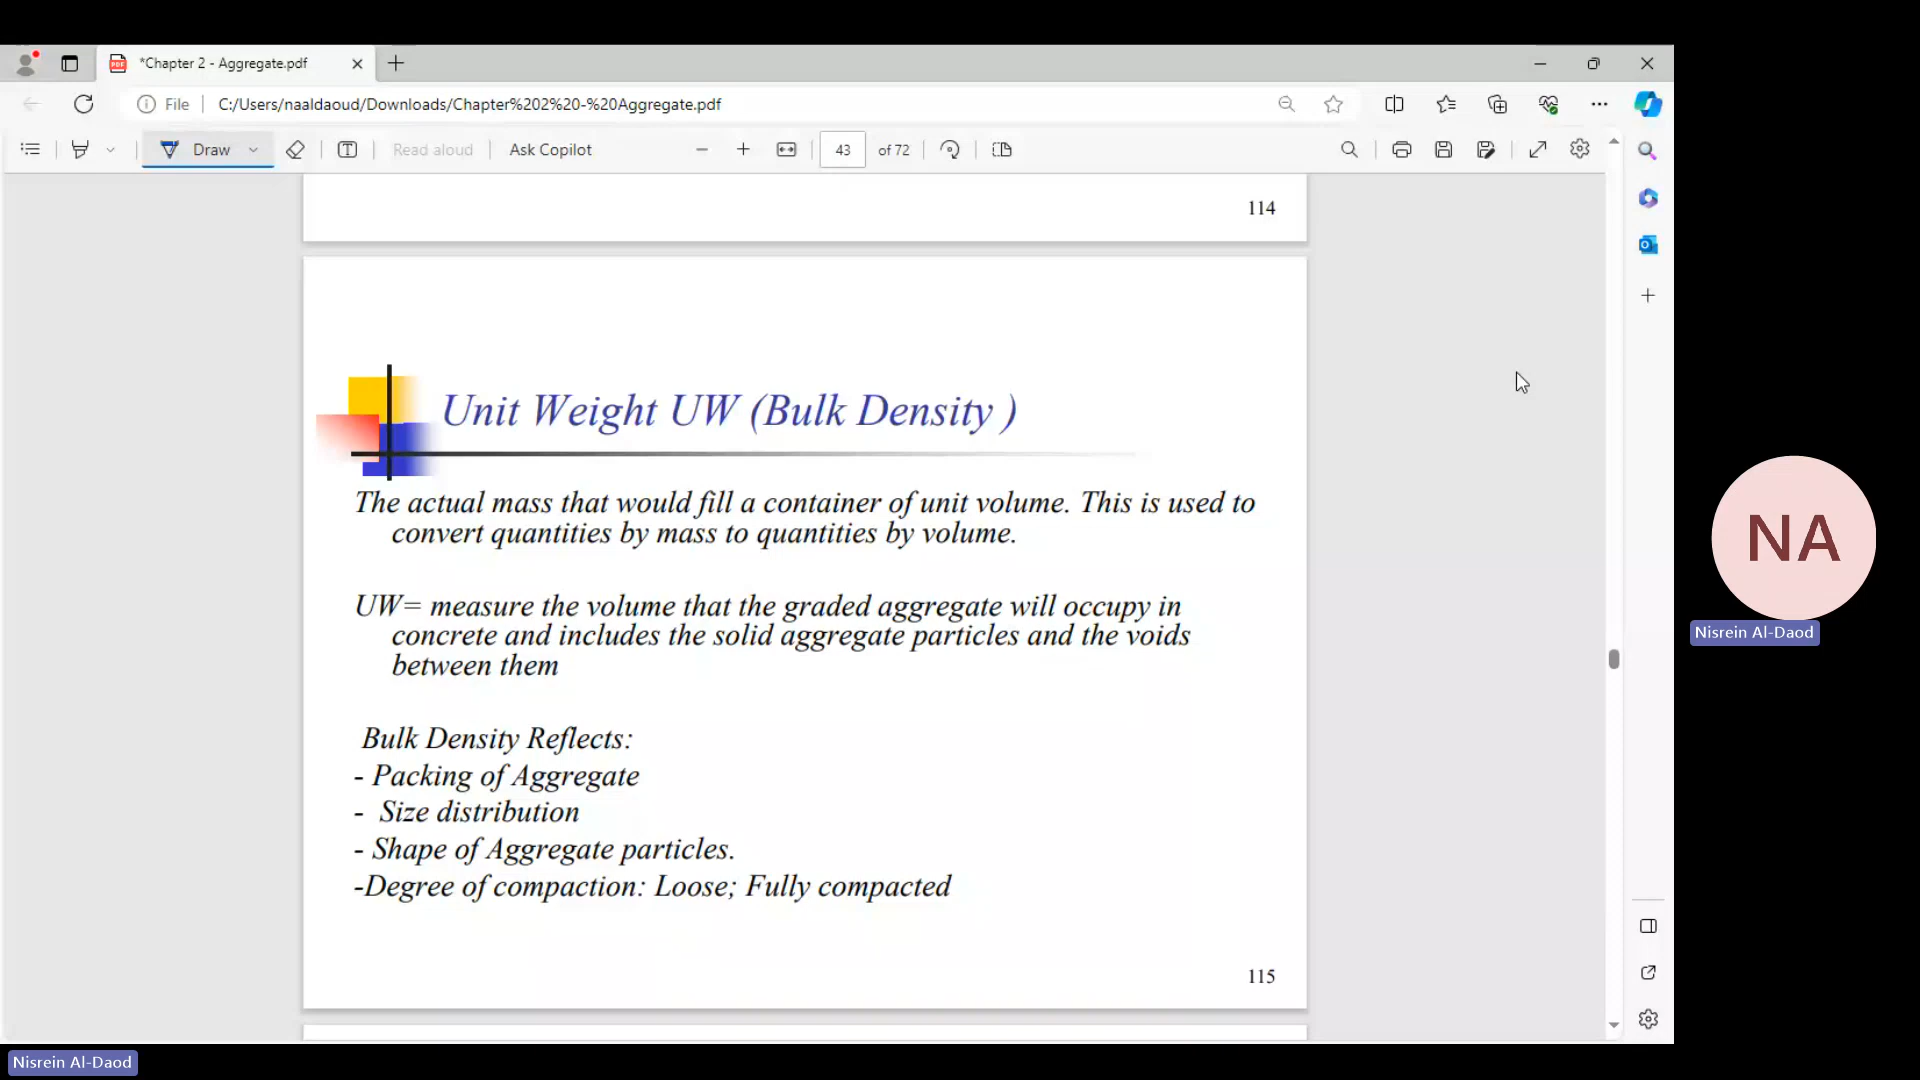 *Chapter 2 - Aggregate.pdf
File
C:/Users/naaldaoud/Downloads/Chapter%202%20-%20Aggregate.pdf
Draw
Read aloud
Ask Copilot
43
of 72
114
Unit Weight UW (Bulk Density )
The actual mass that would fill a container of unit volume. This is used to
convert quantities by mass to quantities by volume.
UW= measure the volume that the graded aggregate will occupy in
concrete and includes the solid aggregate particles and the voids
between them
Bulk Density Reflects:
- Packing of Aggregate
- Size distribution
- Shape of Aggregate particles.
-Degree of compaction: Loose; Fully compacted
115
NA
Nisrein Al-Daod
Nisrein Al-Daod